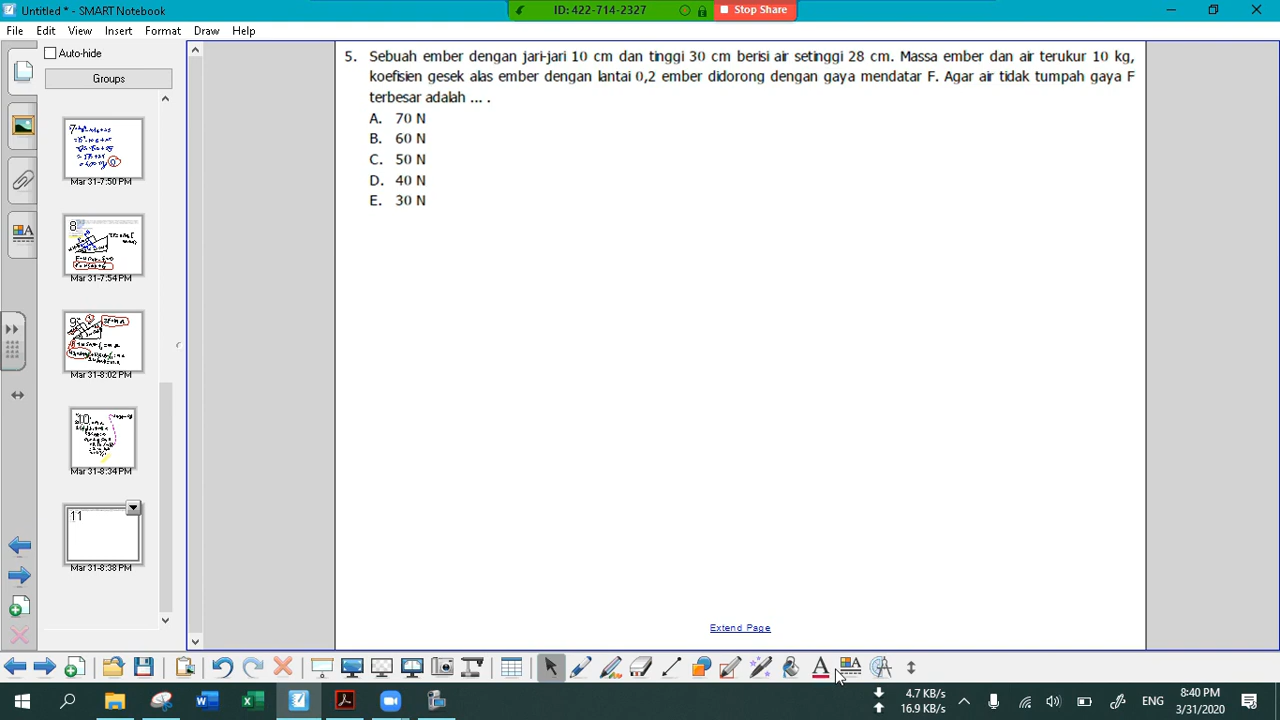 Untitled * - SMART Notebook
ID: 422-714-2327
Stop Share
File Edit View Insert Format Draw Help
Auto-hide
Groups
Mar 31-7:50 PM
8
Mar 31-7:54 PM
9
Mar 31-8:02 PM
10
Mar 31-8:34 PM
11
Mar 31-8:38 PM
5. Sebuah ember dengan jari-jari 10 cm dan tinggi 30 cm berisi air setinggi 28 cm. Massa ember dan air terukur 10 kg,
koefisien gesek alas ember dengan lantai 0,2 ember didorong dengan gaya mendatar F. Agar air tidak tumpah gaya F
terbesar adalah ... .
A. 70 N
B. 60 N
C. 50 N
D. 40 N
E. 30 N
Extend Page
4.7 KB/s
16.9 KB/s
ENG
8:40 PM
3/31/2020